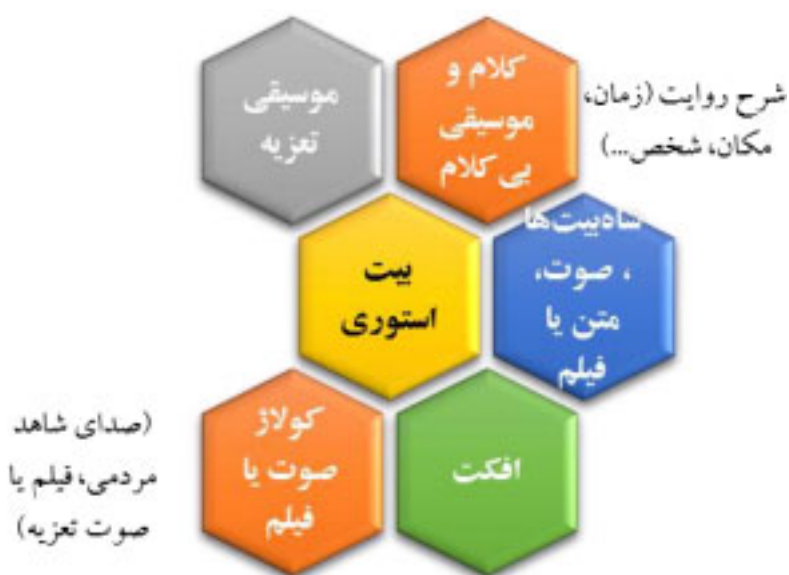 کلام و
موسیقی
بی‌کلام
شرح روایت (زمان،
مکان، شخص...)
موسیقی
تعزیه
شاه‌بیت‌ها
، صوت،
متن یا
فیلم
بیت
استوری
افکت
کولاژ
صوت یا
فیلم
(صدای شاهد
مردمی، فیلم یا
صوت تعزیه)